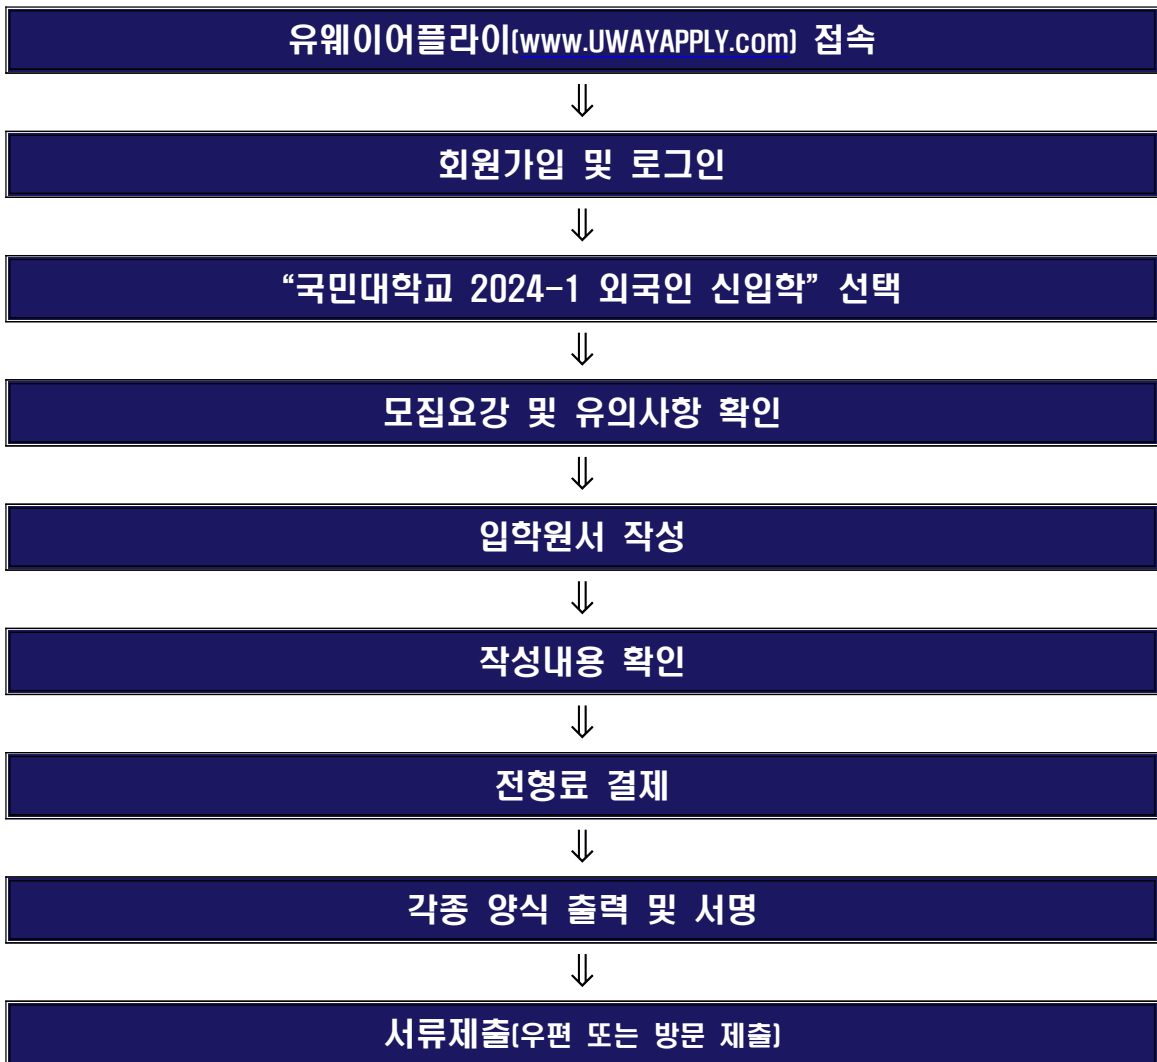 유웨이어플라이(www.UWAYAPPLY.com) 접속
⇓
회원가입 및 로그인
⇓
“국민대학교 2024-1 외국인 신입학” 선택
⇓
모집요강 및 유의사항 확인
⇓
입학원서 작성
⇓
작성내용 확인
⇓
전형료 결제
⇓
각종 양식 출력 및 서명
⇓
서류제출(우편 또는 방문 제출)